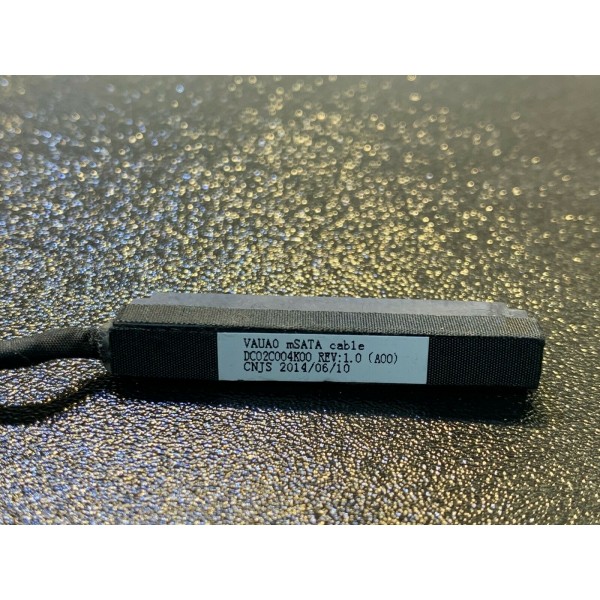 VAUA0 mSATA cable
DC02C004K00 REV:1.0 (A00)
CNJS 2014/06/10